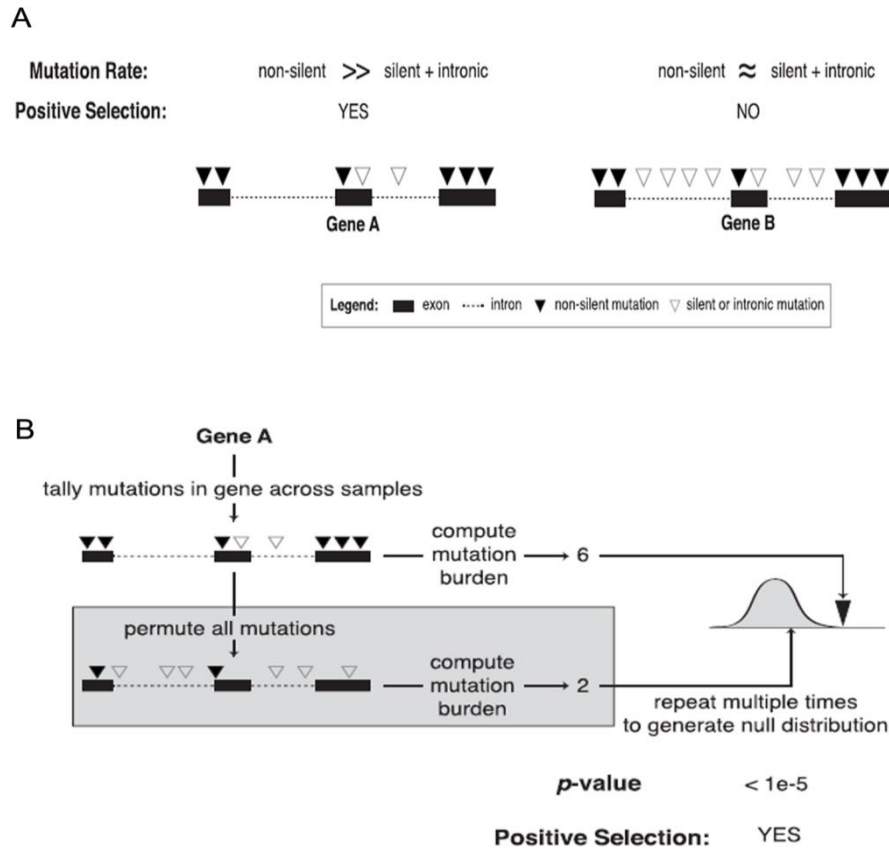 A
Mutation Rate: non-silent >> silent + intronic non-silent ≈ silent + intronic
Positive Selection: YES NO
Gene A Gene B
Legend: exon intron non-silent mutation silent or intronic mutation
B
Gene A
tally mutations in gene across samples
compute
mutation
burden
6
permute all mutations
compute
mutation
burden
2
repeat multiple times
to generate null distribution
p-value < 1e-5
Positive Selection: YES